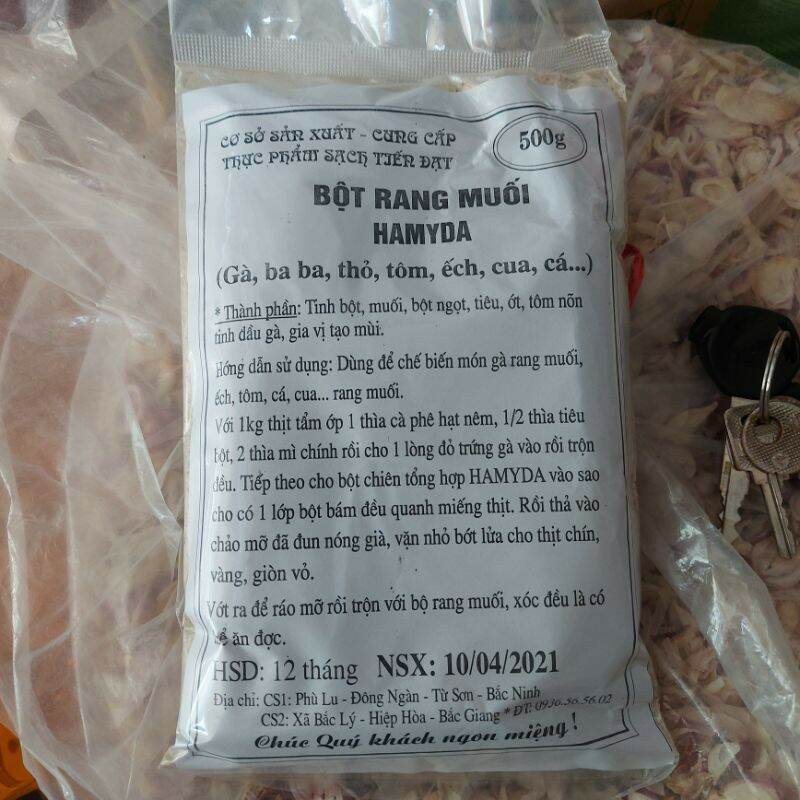 CƠ SỞ SẢN XUẤT - CUNG CẤP
THỰC PHẨM SẠCH TIẾN ĐẠT
500g
BỘT RANG MUỐI
HAMYDA
(Gà, ba ba, thỏ, tôm, ếch, cua, cá...)
* Thành phần: Tinh bột, muối, bột ngọt, tiêu, ớt, tôm nõn
tinh dầu gà, gia vị tạo mùi.
Hớng dẫn sử dụng: Dùng để chế biến món gà rang muối,
ếch, tôm, cá, cua... rang muối.
Với 1kg thịt tẩm ớp 1 thìa cà phê hạt nêm, 1/2 thìa tiêu
bột, 2 thìa mì chính rồi cho 1 lòng đỏ trứng gà vào rồi trộn
đều. Tiếp theo cho bột chiên tổng hợp HAMYDA vào sao
cho có 1 lớp bột bám đều quanh miếng thịt. Rồi thả vào
chảo mỡ đã đun nóng già, vặn nhỏ bớt lửa cho thịt chín,
vàng, giòn vỏ.
Vớt ra để ráo mỡ rồi trộn với bộ rang muối, xóc đều là có
ể ăn đợc.
HSD: 12 tháng NSX: 10/04/2021
Địa chỉ: CS1: Phù Lu - Đông Ngàn - Từ Sơn - Bắc Ninh
CS2: Xã Bắc Lý - Hiệp Hòa - Bắc Giang * ĐT: 0936.56.56.02
Chúc Quý khách ngon miệng!